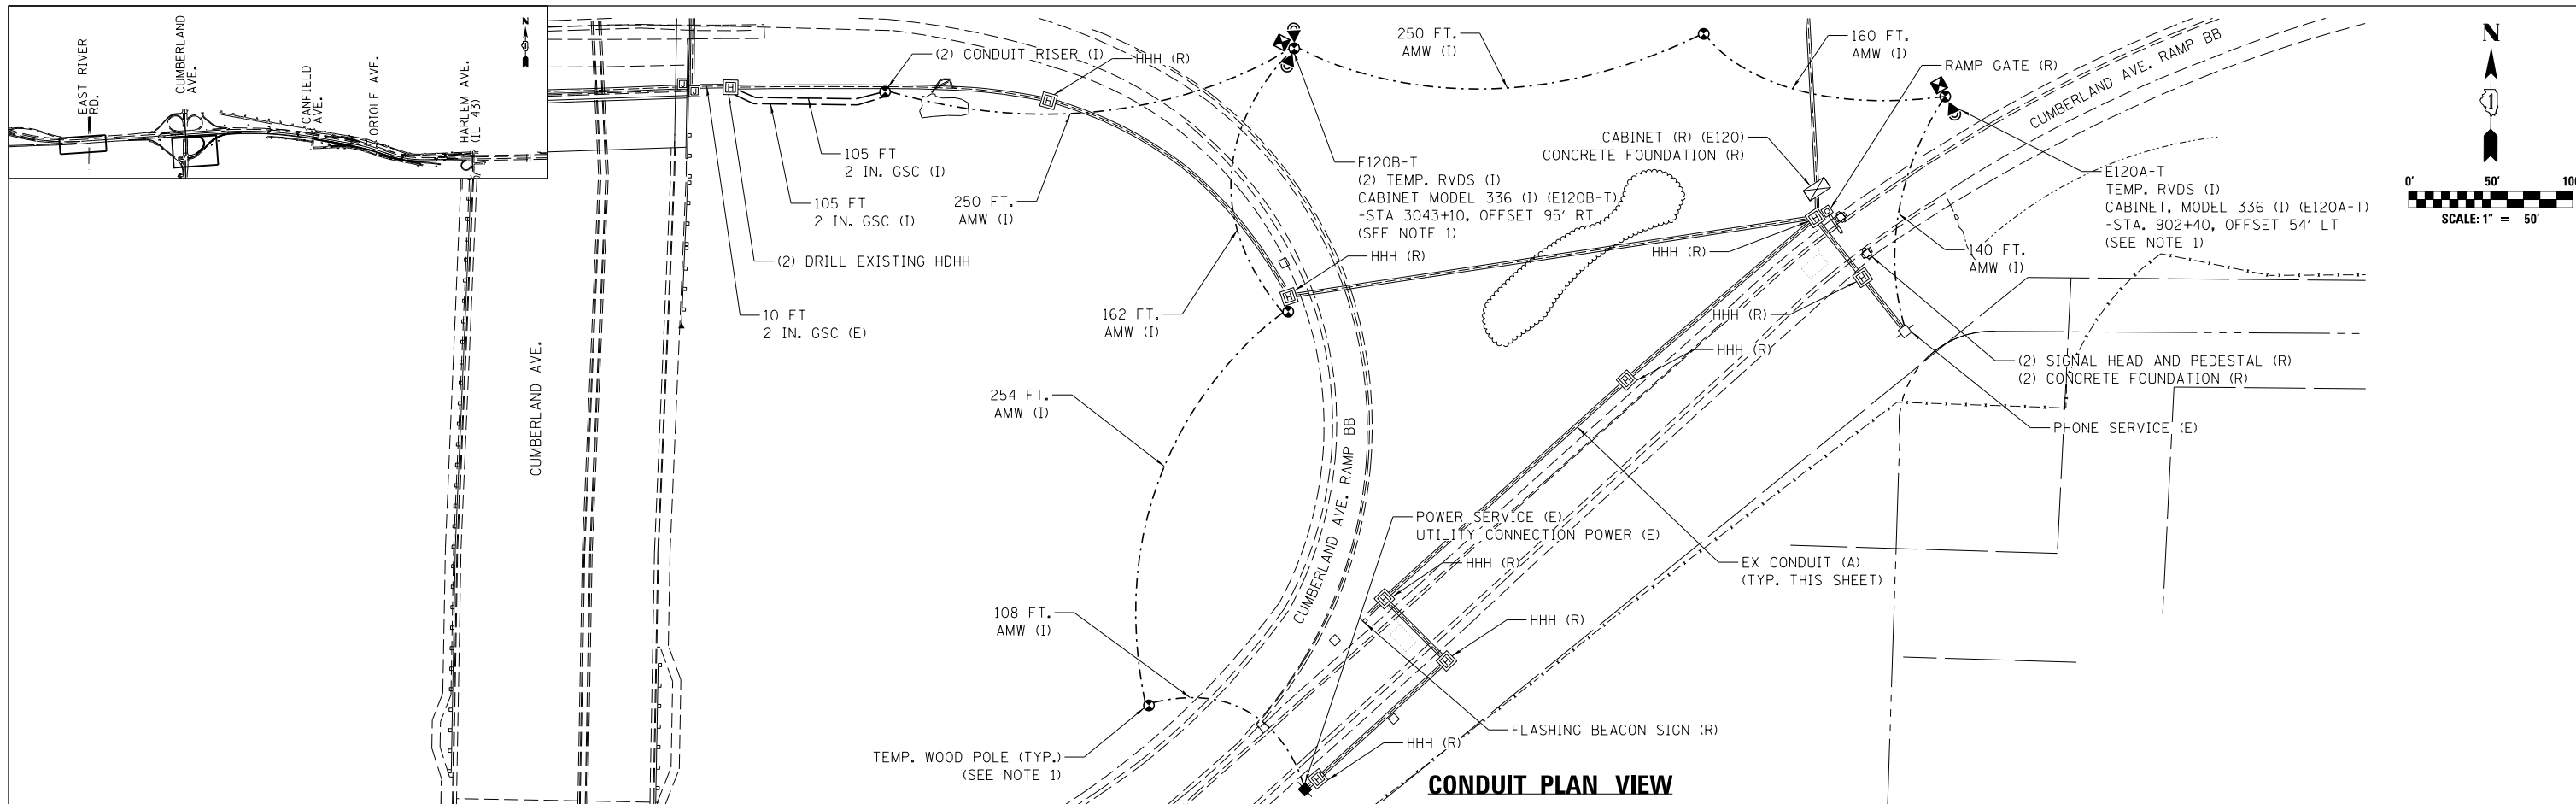 EAST RIVER
RD.
CUMBERLAND
AVE.
CANFIELD
AVE.
ORIOLE AVE.
HARLEM AVE.
(IL 43)
N
(2) CONDUIT RISER (I)
HHH (R)
250 FT.
AMW (I)
160 FT.
AMW (I)
RAMP GATE (R)
CUMBERLAND AVE. RAMP BB
N
1
0'
50'
100'
SCALE: 1" = 50'
CABINET (R) (E120)
CONCRETE FOUNDATION (R)
105 FT
2 IN. GSC (I)
105 FT
2 IN. GSC (I)
250 FT.
AMW (I)
E120B-T
(2) TEMP. RVDS (I)
CABINET MODEL 336 (I) (E120B-T)
-STA 3043+10, OFFSET 95' RT
(SEE NOTE 1)
E120A-T
TEMP. RVDS (I)
CABINET, MODEL 336 (I) (E120A-T)
-STA. 902+40, OFFSET 54' LT
(SEE NOTE 1)
(2) DRILL EXISTING HDHH
HHH (R)
HHH (R)
140 FT.
AMW (I)
10 FT
2 IN. GSC (E)
162 FT.
AMW (I)
HHH (R)
HHH (R)
(2) SIGNAL HEAD AND PEDESTAL (R)
(2) CONCRETE FOUNDATION (R)
CUMBERLAND AVE.
254 FT.
AMW (I)
PHONE SERVICE (E)
CUMBERLAND AVE. RAMP BB
POWER SERVICE (E)
UTILITY CONNECTION POWER (E)
HHH (R)
EX CONDUIT (A)
(TYP. THIS SHEET)
108 FT.
AMW (I)
HHH (R)
FLASHING BEACON SIGN (R)
HHH (R)
TEMP. WOOD POLE (TYP.)
(SEE NOTE 1)
CONDUIT PLAN VIEW